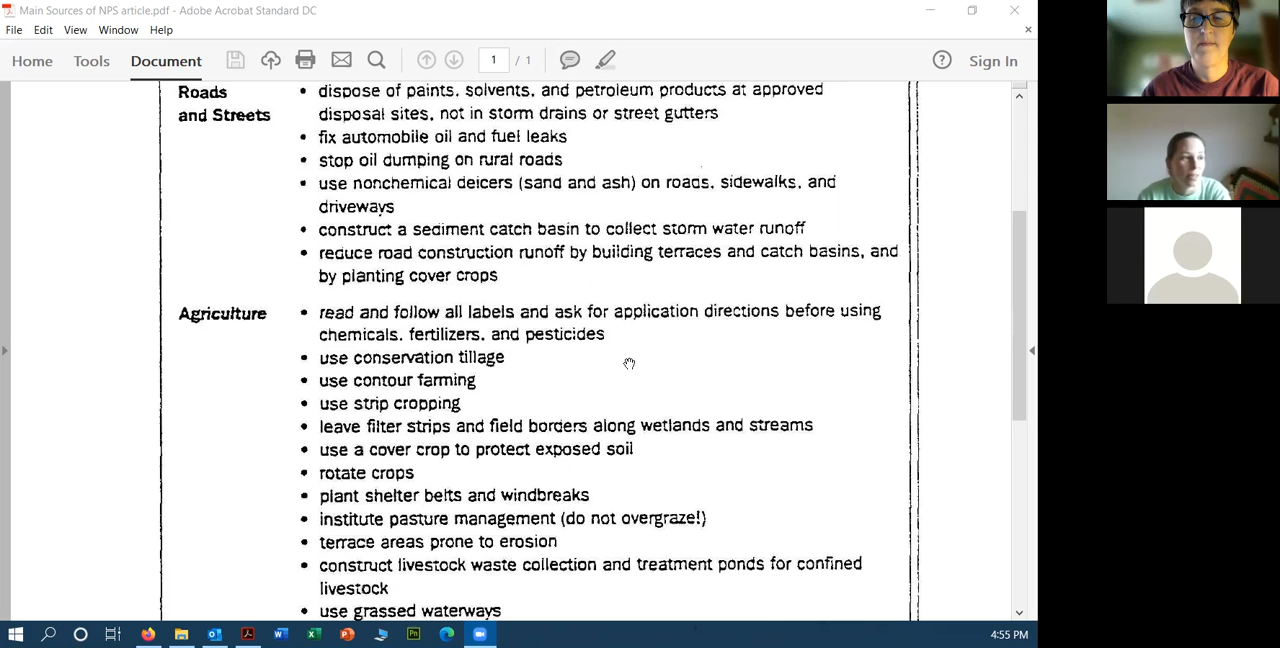 Main Sources of NPS article.pdf - Adobe Acrobat Standard DC
File Edit View Window Help
Home Tools Document 1 / 1 Sign In
Roads
and Streets
• dispose of paints, solvents, and petroleum products at approved
disposal sites, not in storm drains or street gutters
• fix automobile oil and fuel leaks
• stop oil dumping on rural roads
• use nonchemical deicers (sand and ash) on roads, sidewalks, and
driveways
• construct a sediment catch basin to collect storm water runoff
• reduce road construction runoff by building terraces and catch basins, and
by planting cover crops
Agriculture
• read and follow all labels and ask for application directions before using
chemicals, fertilizers, and pesticides
• use conservation tillage
• use contour farming
• use strip cropping
• leave filter strips and field borders along wetlands and streams
• use a cover crop to protect exposed soil
• rotate crops
• plant shelter belts and windbreaks
• institute pasture management (do not overgraze!)
• terrace areas prone to erosion
• construct livestock waste collection and treatment ponds for confined
livestock
• use grassed waterways
4:55 PM